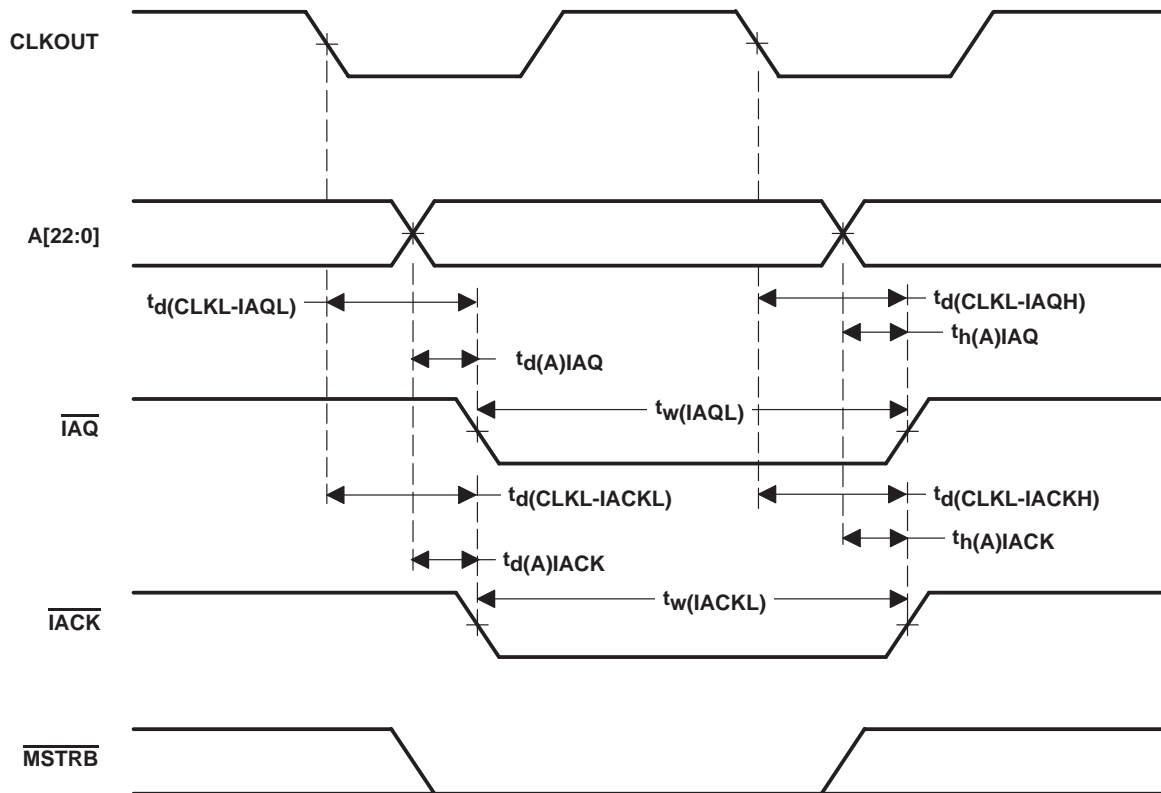 CLKOUT
A[22:0]
td(CLKL-IAQL)
td(CLKL-IAQH)
th(A)IAQ
td(A)IAQ
tw(IAQL)
IAQ
td(CLKL-IACKL)
td(CLKL-IACKH)
th(A)IACK
td(A)IACK
tw(IACKL)
IACK
MSTRB